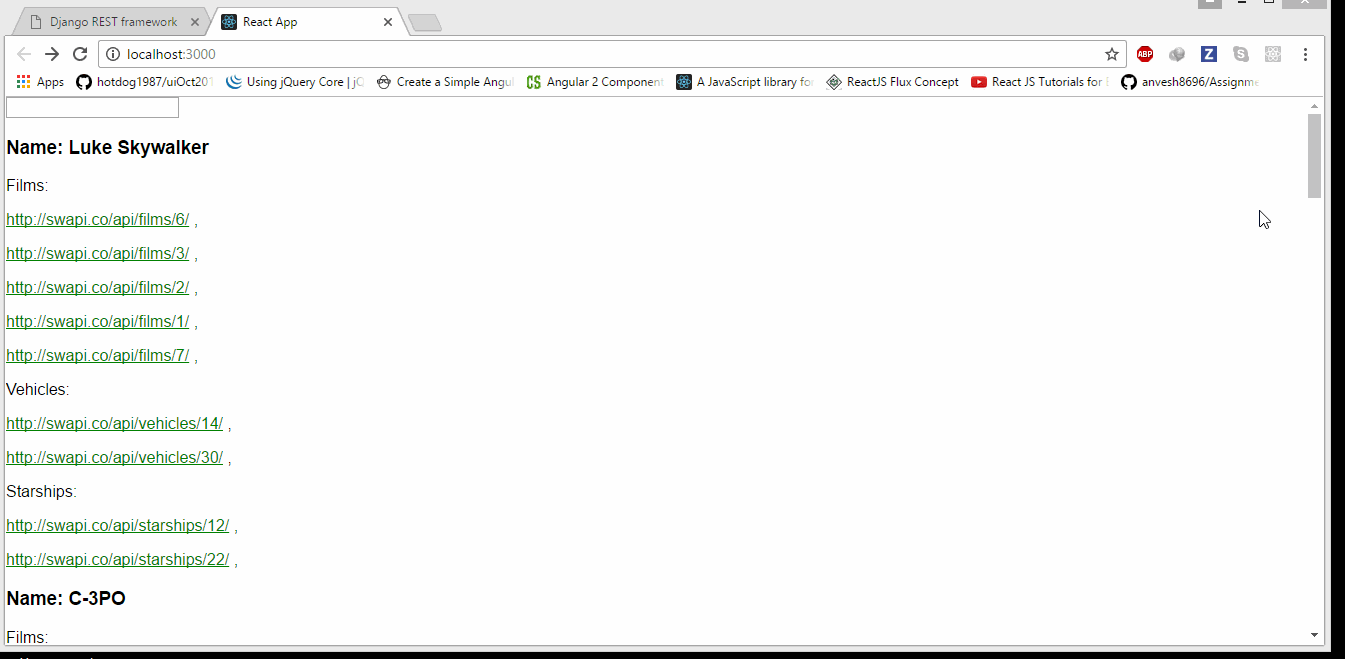 Django REST framework
React App
localhost:3000
Apps
hotdog1987/uiOct201
Using jQuery Core | jQ
Create a Simple Angul
Angular 2 Component
A JavaScript library for
ReactJS Flux Concept
React JS Tutorials for
anvesh8696/Assignme
ABP
Z
Name: Luke Skywalker
Films:
http://swapi.co/api/films/6/ ,
http://swapi.co/api/films/3/ ,
http://swapi.co/api/films/2/ ,
http://swapi.co/api/films/1/ ,
http://swapi.co/api/films/7/ ,
Vehicles:
http://swapi.co/api/vehicles/14/ ,
http://swapi.co/api/vehicles/30/ ,
Starships:
http://swapi.co/api/starships/12/ ,
http://swapi.co/api/starships/22/ ,
Name: C-3PO
Films: